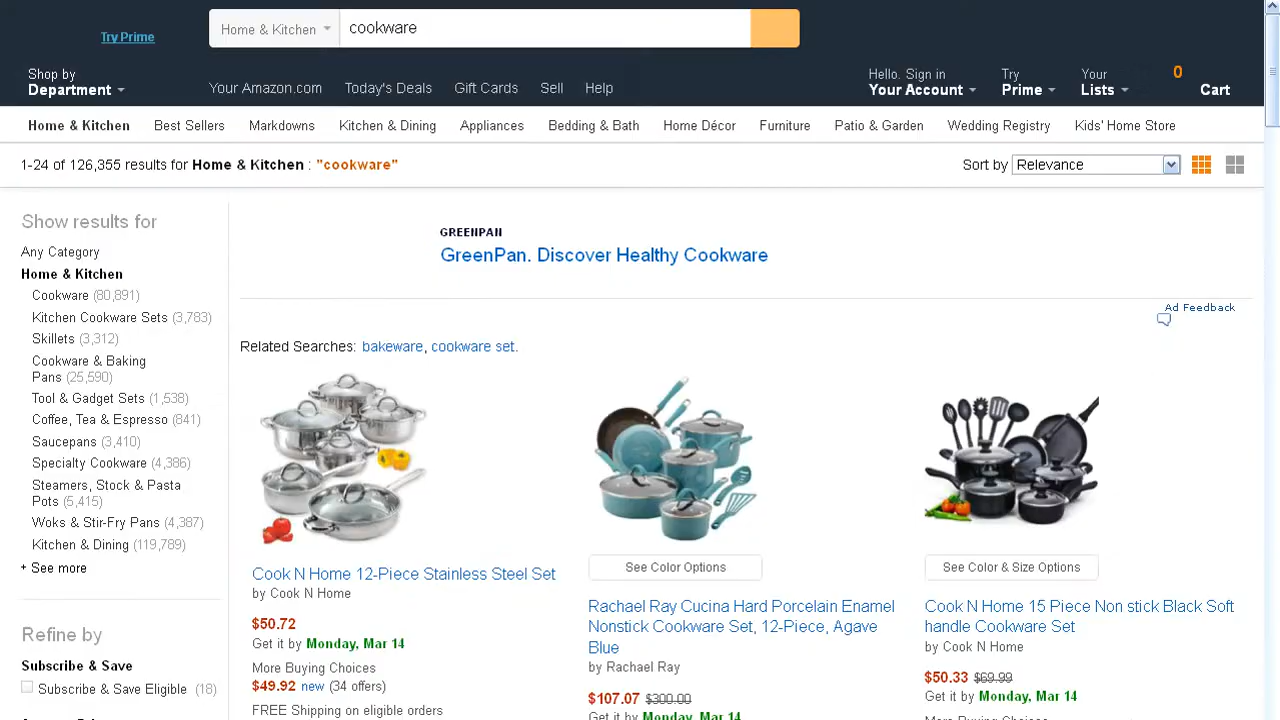 Try Prime
Home & Kitchen
cookware
Shop by
Department
Your Amazon.com
Today's Deals
Gift Cards
Sell
Help
Hello. Sign in
Your Account
Try
Prime
Your
Lists
0
Cart
Home & Kitchen
Best Sellers
Markdowns
Kitchen & Dining
Appliances
Bedding & Bath
Home Décor
Furniture
Patio & Garden
Wedding Registry
Kids' Home Store
1-24 of 126,355 results for Home & Kitchen : "cookware"
Sort by Relevance
Show results for
Any Category
Home & Kitchen
Cookware (80,891)
Kitchen Cookware Sets (3,783)
Skillets (3,312)
Cookware & Baking
Pans (25,590)
Tool & Gadget Sets (1,538)
Coffee, Tea & Espresso (841)
Saucepans (3,410)
Specialty Cookware (4,386)
Steamers, Stock & Pasta
Pots (5,415)
Woks & Stir-Fry Pans (4,387)
Kitchen & Dining (119,789)
+ See more
Refine by
Subscribe & Save
Subscribe & Save Eligible (18)
GREENPAN
GreenPan. Discover Healthy Cookware
Ad Feedback
Related Searches: bakeware, cookware set.
Cook N Home 12-Piece Stainless Steel Set
by Cook N Home
$50.72
Get it by Monday, Mar 14
More Buying Choices
$49.92 new (34 offers)
FREE Shipping on eligible orders
See Color Options
Rachael Ray Cucina Hard Porcelain Enamel
Nonstick Cookware Set, 12-Piece, Agave
Blue
by Rachael Ray
$107.07 $300.00
Get it by Monday, Mar 14
See Color & Size Options
Cook N Home 15 Piece Non stick Black Soft
handle Cookware Set
by Cook N Home
$50.33 $69.99
Get it by Monday, Mar 14